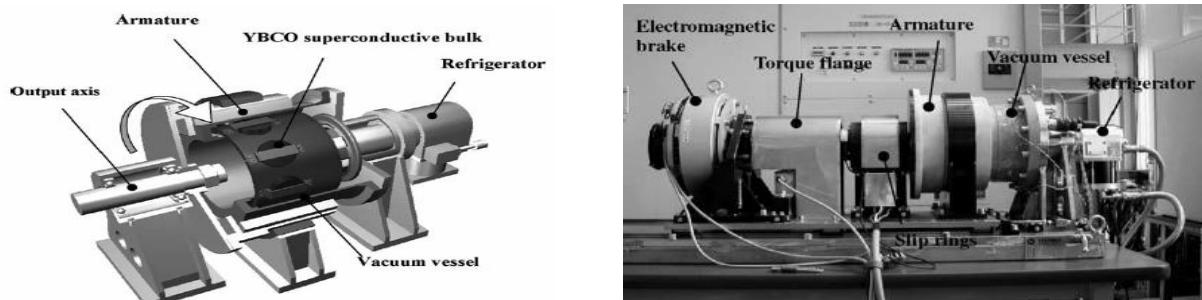 Armature
YBCO superconductive bulk
Refrigerator
Output axis
Vacuum vessel
Electromagnetic
brake
Armature
Torque flange
Vacuum vessel
Refrigerator
Slip rings